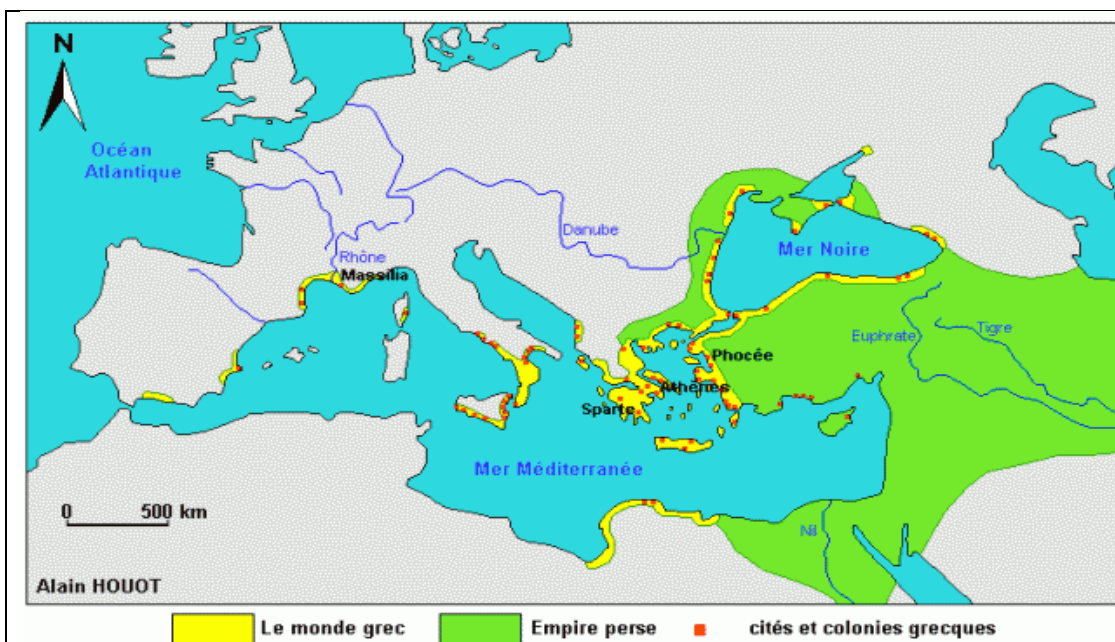 N
Océan
Atlantique
Danube
Mer Noire
Rhône
Massilia
Euphrate
Tigre
Phocée
Athènes
Sparte
Mer Méditerranée
0 500 km
Nil
Alain HOUOT
Le monde grec Empire perse cités et colonies grecques